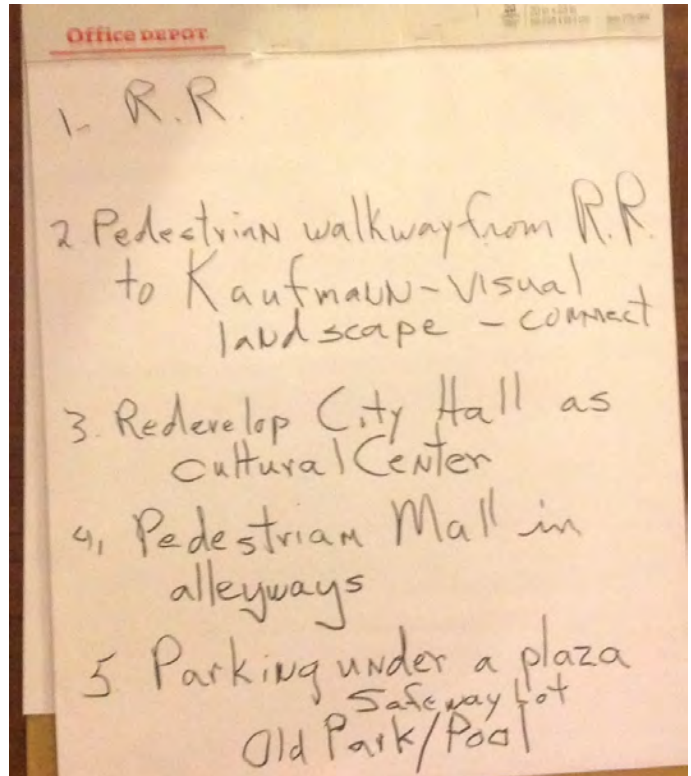 Office DEPOT
1- R.R.
2 Pedestrian walkway from R.R.
to Kaufmann - Visual
landscape - connect
3. Redevelop City Hall as
cultural Center
4, Pedestrian Mall in
alleyways
5 Parking under a plaza
Safeway Lot
Old Park/Pool